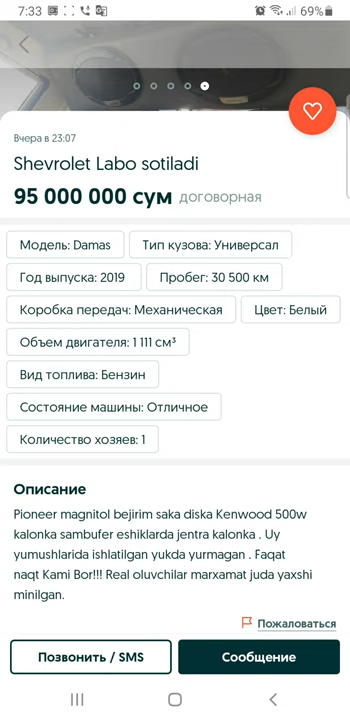 7:33
69%
Вчера в 23:07
Shevrolet Labo sotiladi
95 000 000 сум договорная
Модель: Damas
Тип кузова: Универсал
Год выпуска: 2019
Пробег: 30 500 км
Коробка передач: Механическая
Цвет: Белый
Объем двигателя: 1 111 см³
Вид топлива: Бензин
Состояние машины: Отличное
Количество хозяев: 1
Описание
Pioneer magnitol bejirim saka diska Kenwood 500w
kalonka sambufer eshiklarda jentra kalonka . Uy
yumushlarida ishlatilgan yukda yurmagan . Faqat
naqt Kami Bor!!! Real oluvchilar marxamat juda yaxshi
minilgan.
Пожаловаться
Позвонить / SMS
Сообщение